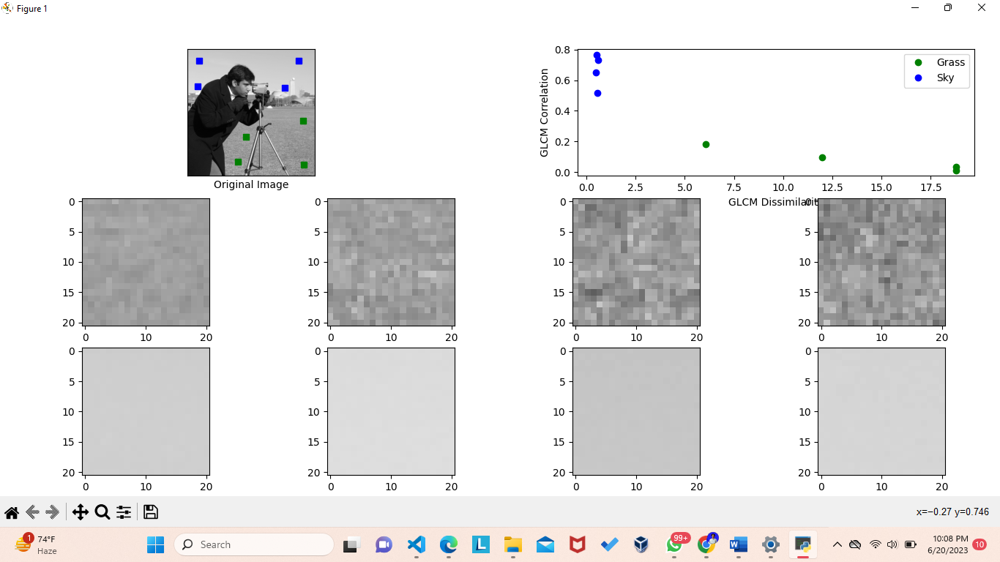 Figure 1
0.8
0.6
0.4
0.2
0.0
GLCM Correlation
Grass
Sky
0.0 2.5 5.0 7.5 10.0 12.5 15.0 17.5
Original Image
GLCM Dissimilarit
0
5
10
15
20
0 10 20
0
5
10
15
20
0 10 20
0
5
10
15
20
0 10 20
0
5
10
15
20
0 10 20
0
5
10
15
20
0 10 20
0
5
10
15
20
0 10 20
0
5
10
15
20
0 10 20
0
5
10
15
20
0 10 20
x=−0.27 y=0.746
1
74°F
Haze
Search
L
99+
W
10:08 PM
6/20/2023
10